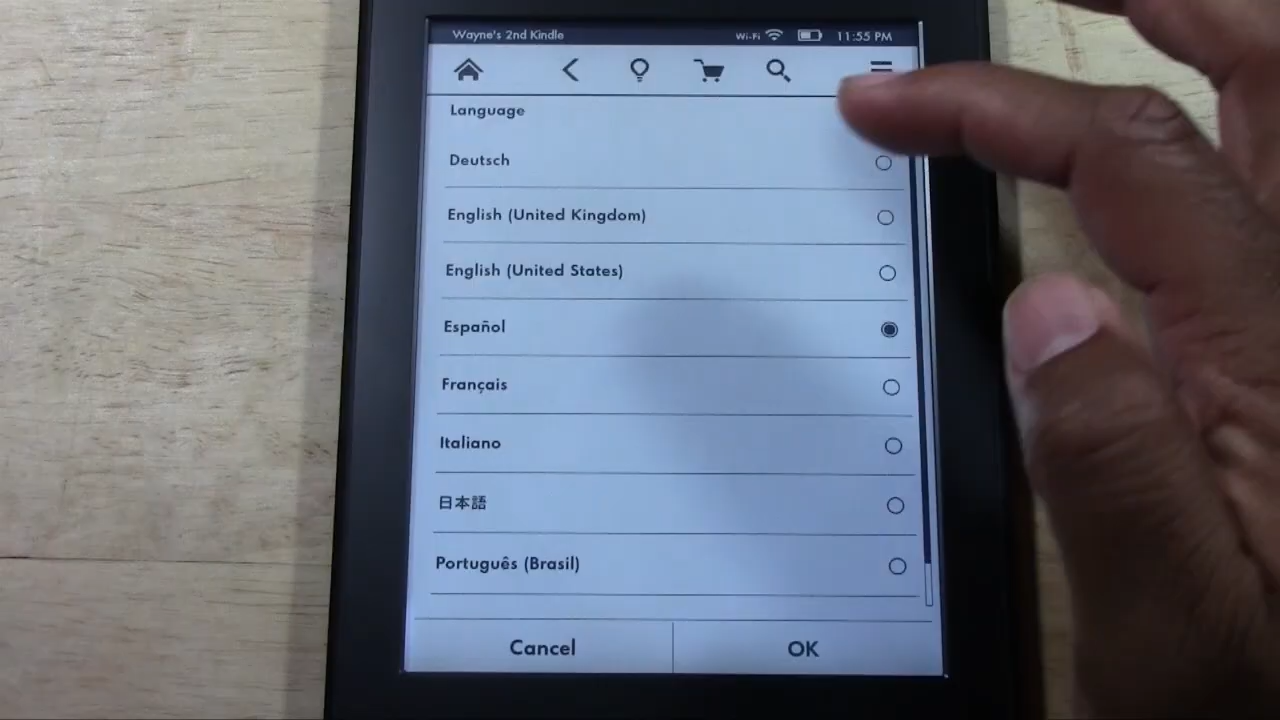 Wayne's 2nd Kindle Wi-Fi 11:55 PM
Language
Deutsch
English (United Kingdom)
English (United States)
Español
Français
Italiano
日本語
Português (Brasil)
Cancel OK